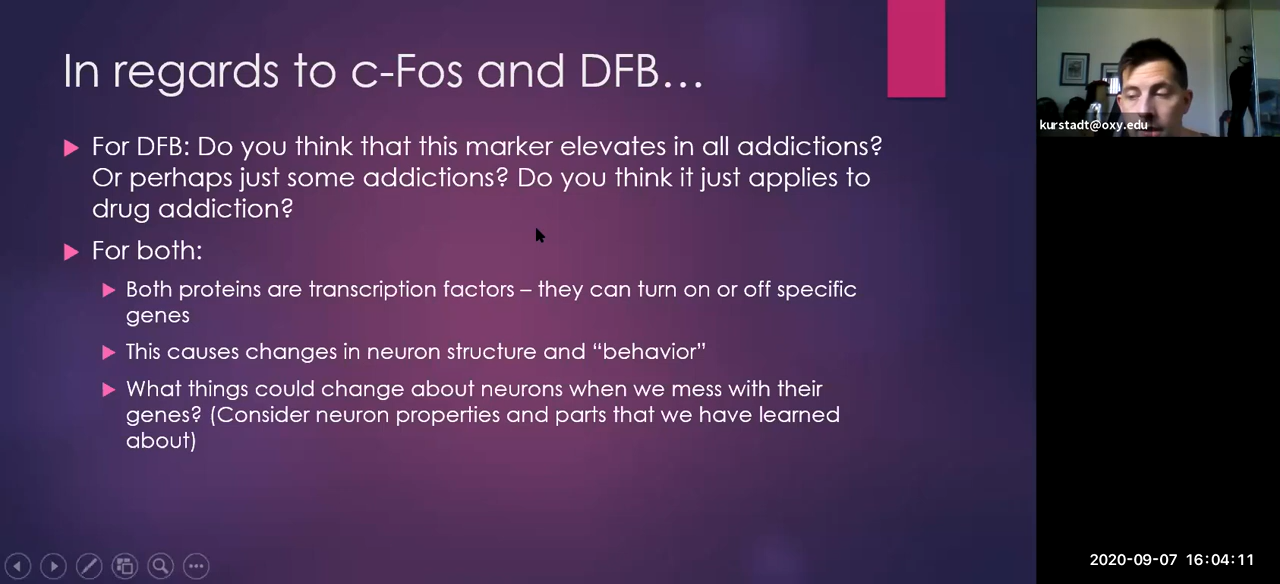 In regards to c-Fos and DFB…
For DFB: Do you think that this marker elevates in all addictions?
Or perhaps just some addictions? Do you think it just applies to
drug addiction?
For both:
Both proteins are transcription factors – they can turn on or off specific
genes
This causes changes in neuron structure and “behavior”
What things could change about neurons when we mess with their
genes? (Consider neuron properties and parts that we have learned
about)
kurstadt@oxy.edu
2020-09-07 16:04:11